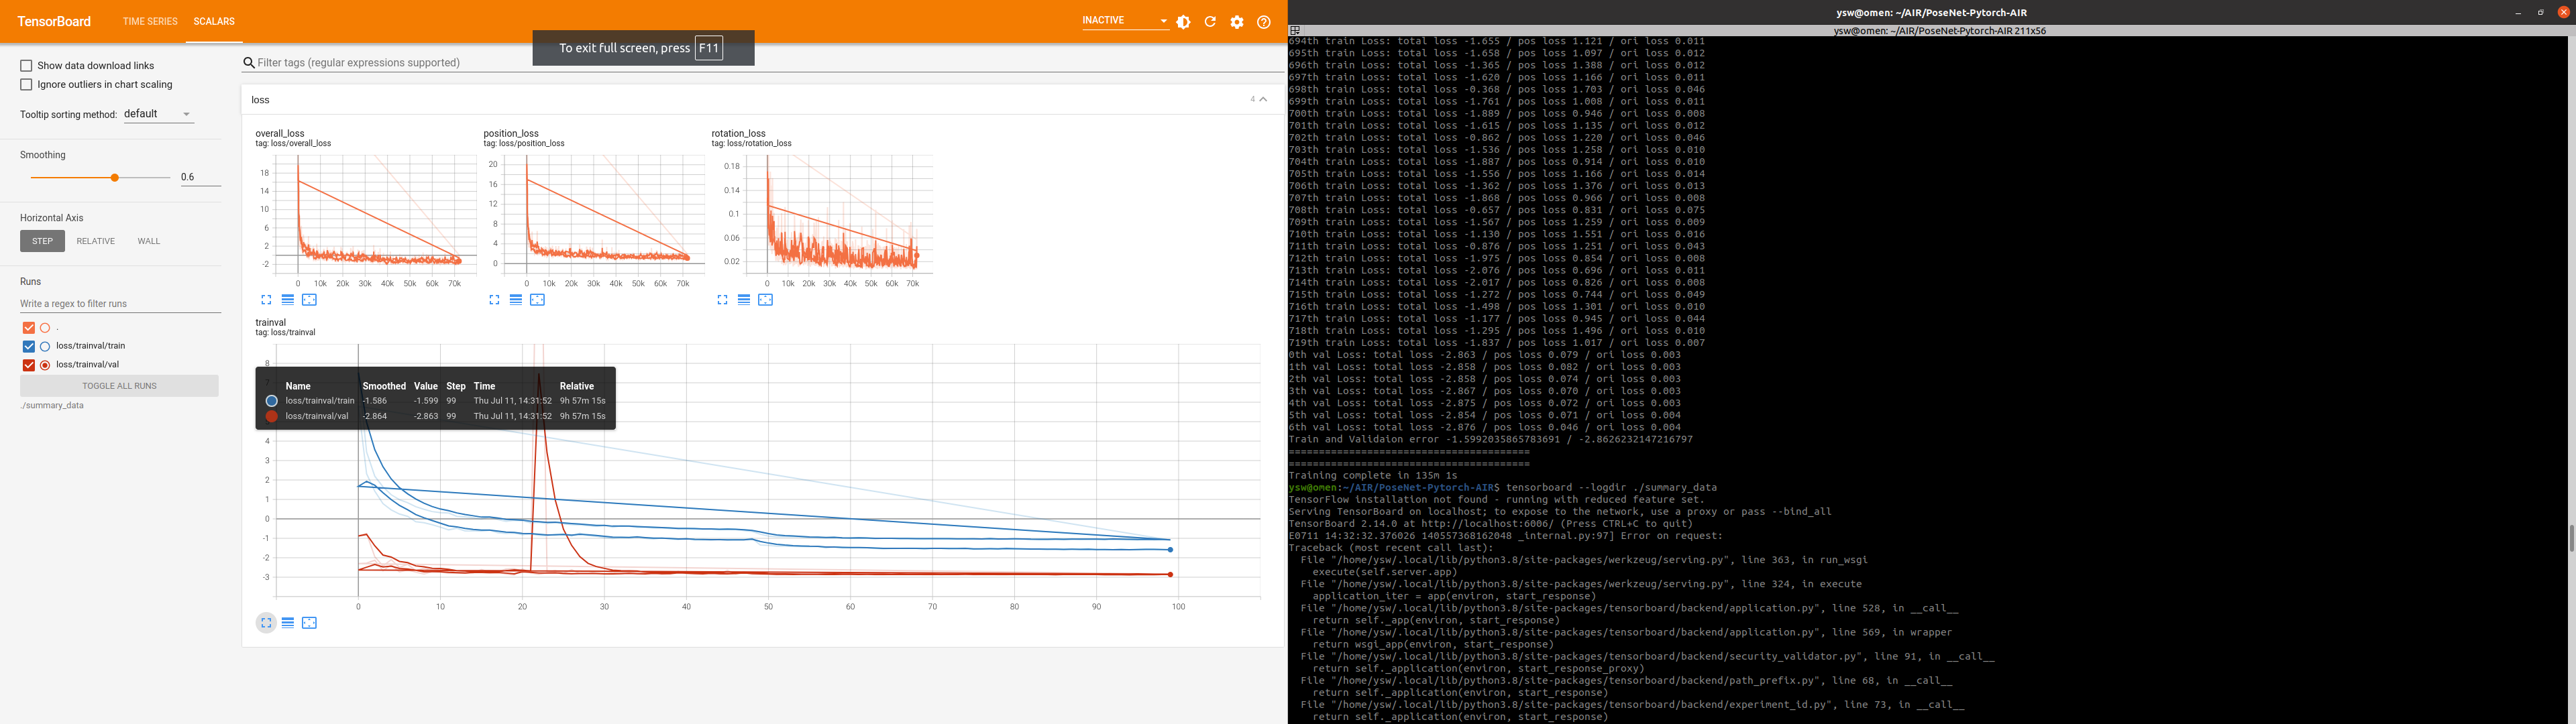 TensorBoard
TIME SERIES
SCALARS
INACTIVE
To exit full screen, press F11
Show data download links
Ignore outliers in chart scaling
Tooltip sorting method: default
Smoothing
0.6
Horizontal Axis
STEP
RELATIVE
WALL
Runs
Write a regex to filter runs
.
loss/trainval/train
loss/trainval/val
TOGGLE ALL RUNS
./summary_data
Filter tags (regular expressions supported)
loss
4
overall_loss
tag: loss/overall_loss
18
14
10
6
2
-2
0 10k 20k 30k 40k 50k 60k 70k
position_loss
tag: loss/position_loss
20
16
12
8
4
0
0 10k 20k 30k 40k 50k 60k 70k
rotation_loss
tag: loss/rotation_loss
0.18
0.14
0.1
0.06
0.02
0 10k 20k 30k 40k 50k 60k 70k
trainval
tag: loss/trainval
8
Name Smoothed Value Step Time Relative
loss/trainval/train -1.586 -1.599 99 Thu Jul 11, 14:31:52 9h 57m 15s
loss/trainval/val -2.864 -2.863 99 Thu Jul 11, 14:31:52 9h 57m 15s
4
3
2
1
0
-1
-2
-3
0 10 20 30 40 50 60 70 80 90 100
ysw@omen: ~/AIR/PoseNet-Pytorch-AIR
ysw@omen: ~/AIR/PoseNet-Pytorch-AIR 211x56
694th train Loss: total loss -1.655 / pos loss 1.121 / ori loss 0.011
695th train Loss: total loss -1.658 / pos loss 1.097 / ori loss 0.012
696th train Loss: total loss -1.365 / pos loss 1.388 / ori loss 0.012
697th train Loss: total loss -1.620 / pos loss 1.166 / ori loss 0.011
698th train Loss: total loss -0.368 / pos loss 1.703 / ori loss 0.046
699th train Loss: total loss -1.761 / pos loss 1.008 / ori loss 0.011
700th train Loss: total loss -1.889 / pos loss 0.946 / ori loss 0.008
701th train Loss: total loss -1.615 / pos loss 1.135 / ori loss 0.012
702th train Loss: total loss -0.862 / pos loss 1.220 / ori loss 0.046
703th train Loss: total loss -1.536 / pos loss 1.258 / ori loss 0.010
704th train Loss: total loss -1.887 / pos loss 0.914 / ori loss 0.010
705th train Loss: total loss -1.556 / pos loss 1.166 / ori loss 0.014
706th train Loss: total loss -1.362 / pos loss 1.376 / ori loss 0.013
707th train Loss: total loss -1.868 / pos loss 0.966 / ori loss 0.008
708th train Loss: total loss -0.657 / pos loss 0.831 / ori loss 0.075
709th train Loss: total loss -1.567 / pos loss 1.259 / ori loss 0.009
710th train Loss: total loss -1.130 / pos loss 1.551 / ori loss 0.016
711th train Loss: total loss -0.876 / pos loss 1.251 / ori loss 0.043
712th train Loss: total loss -1.975 / pos loss 0.854 / ori loss 0.008
713th train Loss: total loss -2.076 / pos loss 0.696 / ori loss 0.011
714th train Loss: total loss -2.017 / pos loss 0.826 / ori loss 0.008
715th train Loss: total loss -1.272 / pos loss 0.744 / ori loss 0.049
716th train Loss: total loss -1.498 / pos loss 1.301 / ori loss 0.010
717th train Loss: total loss -1.177 / pos loss 0.945 / ori loss 0.044
718th train Loss: total loss -1.295 / pos loss 1.496 / ori loss 0.010
719th train Loss: total loss -1.837 / pos loss 1.017 / ori loss 0.007
0th val Loss: total loss -2.863 / pos loss 0.079 / ori loss 0.003
1th val Loss: total loss -2.858 / pos loss 0.082 / ori loss 0.003
2th val Loss: total loss -2.858 / pos loss 0.074 / ori loss 0.003
3th val Loss: total loss -2.867 / pos loss 0.070 / ori loss 0.003
4th val Loss: total loss -2.875 / pos loss 0.072 / ori loss 0.003
5th val Loss: total loss -2.854 / pos loss 0.071 / ori loss 0.004
6th val Loss: total loss -2.876 / pos loss 0.046 / ori loss 0.004
Train and Validaion error -1.5992035865783691 / -2.8626232147216797
========================================
========================================
Training complete in 135m 1s
ysw@omen:~/AIR/PoseNet-Pytorch-AIR$ tensorboard --logdir ./summary_data
TensorFlow installation not found - running with reduced feature set.
Serving TensorBoard on localhost; to expose to the network, use a proxy or pass --bind_all
TensorBoard 2.14.0 at http://localhost:6006/ (Press CTRL+C to quit)
E0711 14:32:32.376026 140557368162048 _internal.py:97] Error on request:
Traceback (most recent call last):
File "/home/ysw/.local/lib/python3.8/site-packages/werkzeug/serving.py", line 363, in run_wsgi
execute(self.server.app)
File "/home/ysw/.local/lib/python3.8/site-packages/werkzeug/serving.py", line 324, in execute
application_iter = app(environ, start_response)
File "/home/ysw/.local/lib/python3.8/site-packages/tensorboard/backend/application.py", line 528, in __call__
return self._app(environ, start_response)
File "/home/ysw/.local/lib/python3.8/site-packages/tensorboard/backend/application.py", line 569, in wrapper
return wsgi_app(environ, start_response)
File "/home/ysw/.local/lib/python3.8/site-packages/tensorboard/backend/security_validator.py", line 91, in __call__
return self._application(environ, start_response_proxy)
File "/home/ysw/.local/lib/python3.8/site-packages/tensorboard/backend/path_prefix.py", line 68, in __call__
return self._application(environ, start_response)
File "/home/ysw/.local/lib/python3.8/site-packages/tensorboard/backend/experiment_id.py", line 73, in __call__
return self._application(environ, start_response)